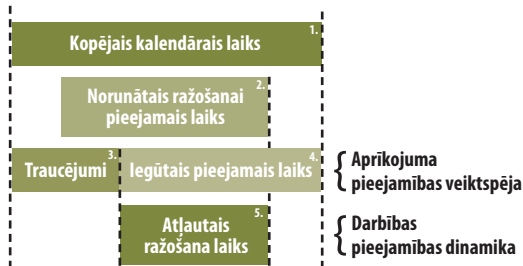 Kopējais kalendārais laiks 1.
Norunātais ražošanai 2.
pieejamais laiks
Traucējumi 3.
Iegūtais pieejamais laiks 4.
{ Aprīkojuma
pieejamības veiktspēja
Atļautais 5.
ražošana laiks
{ Darbības
pieejamības dinamika